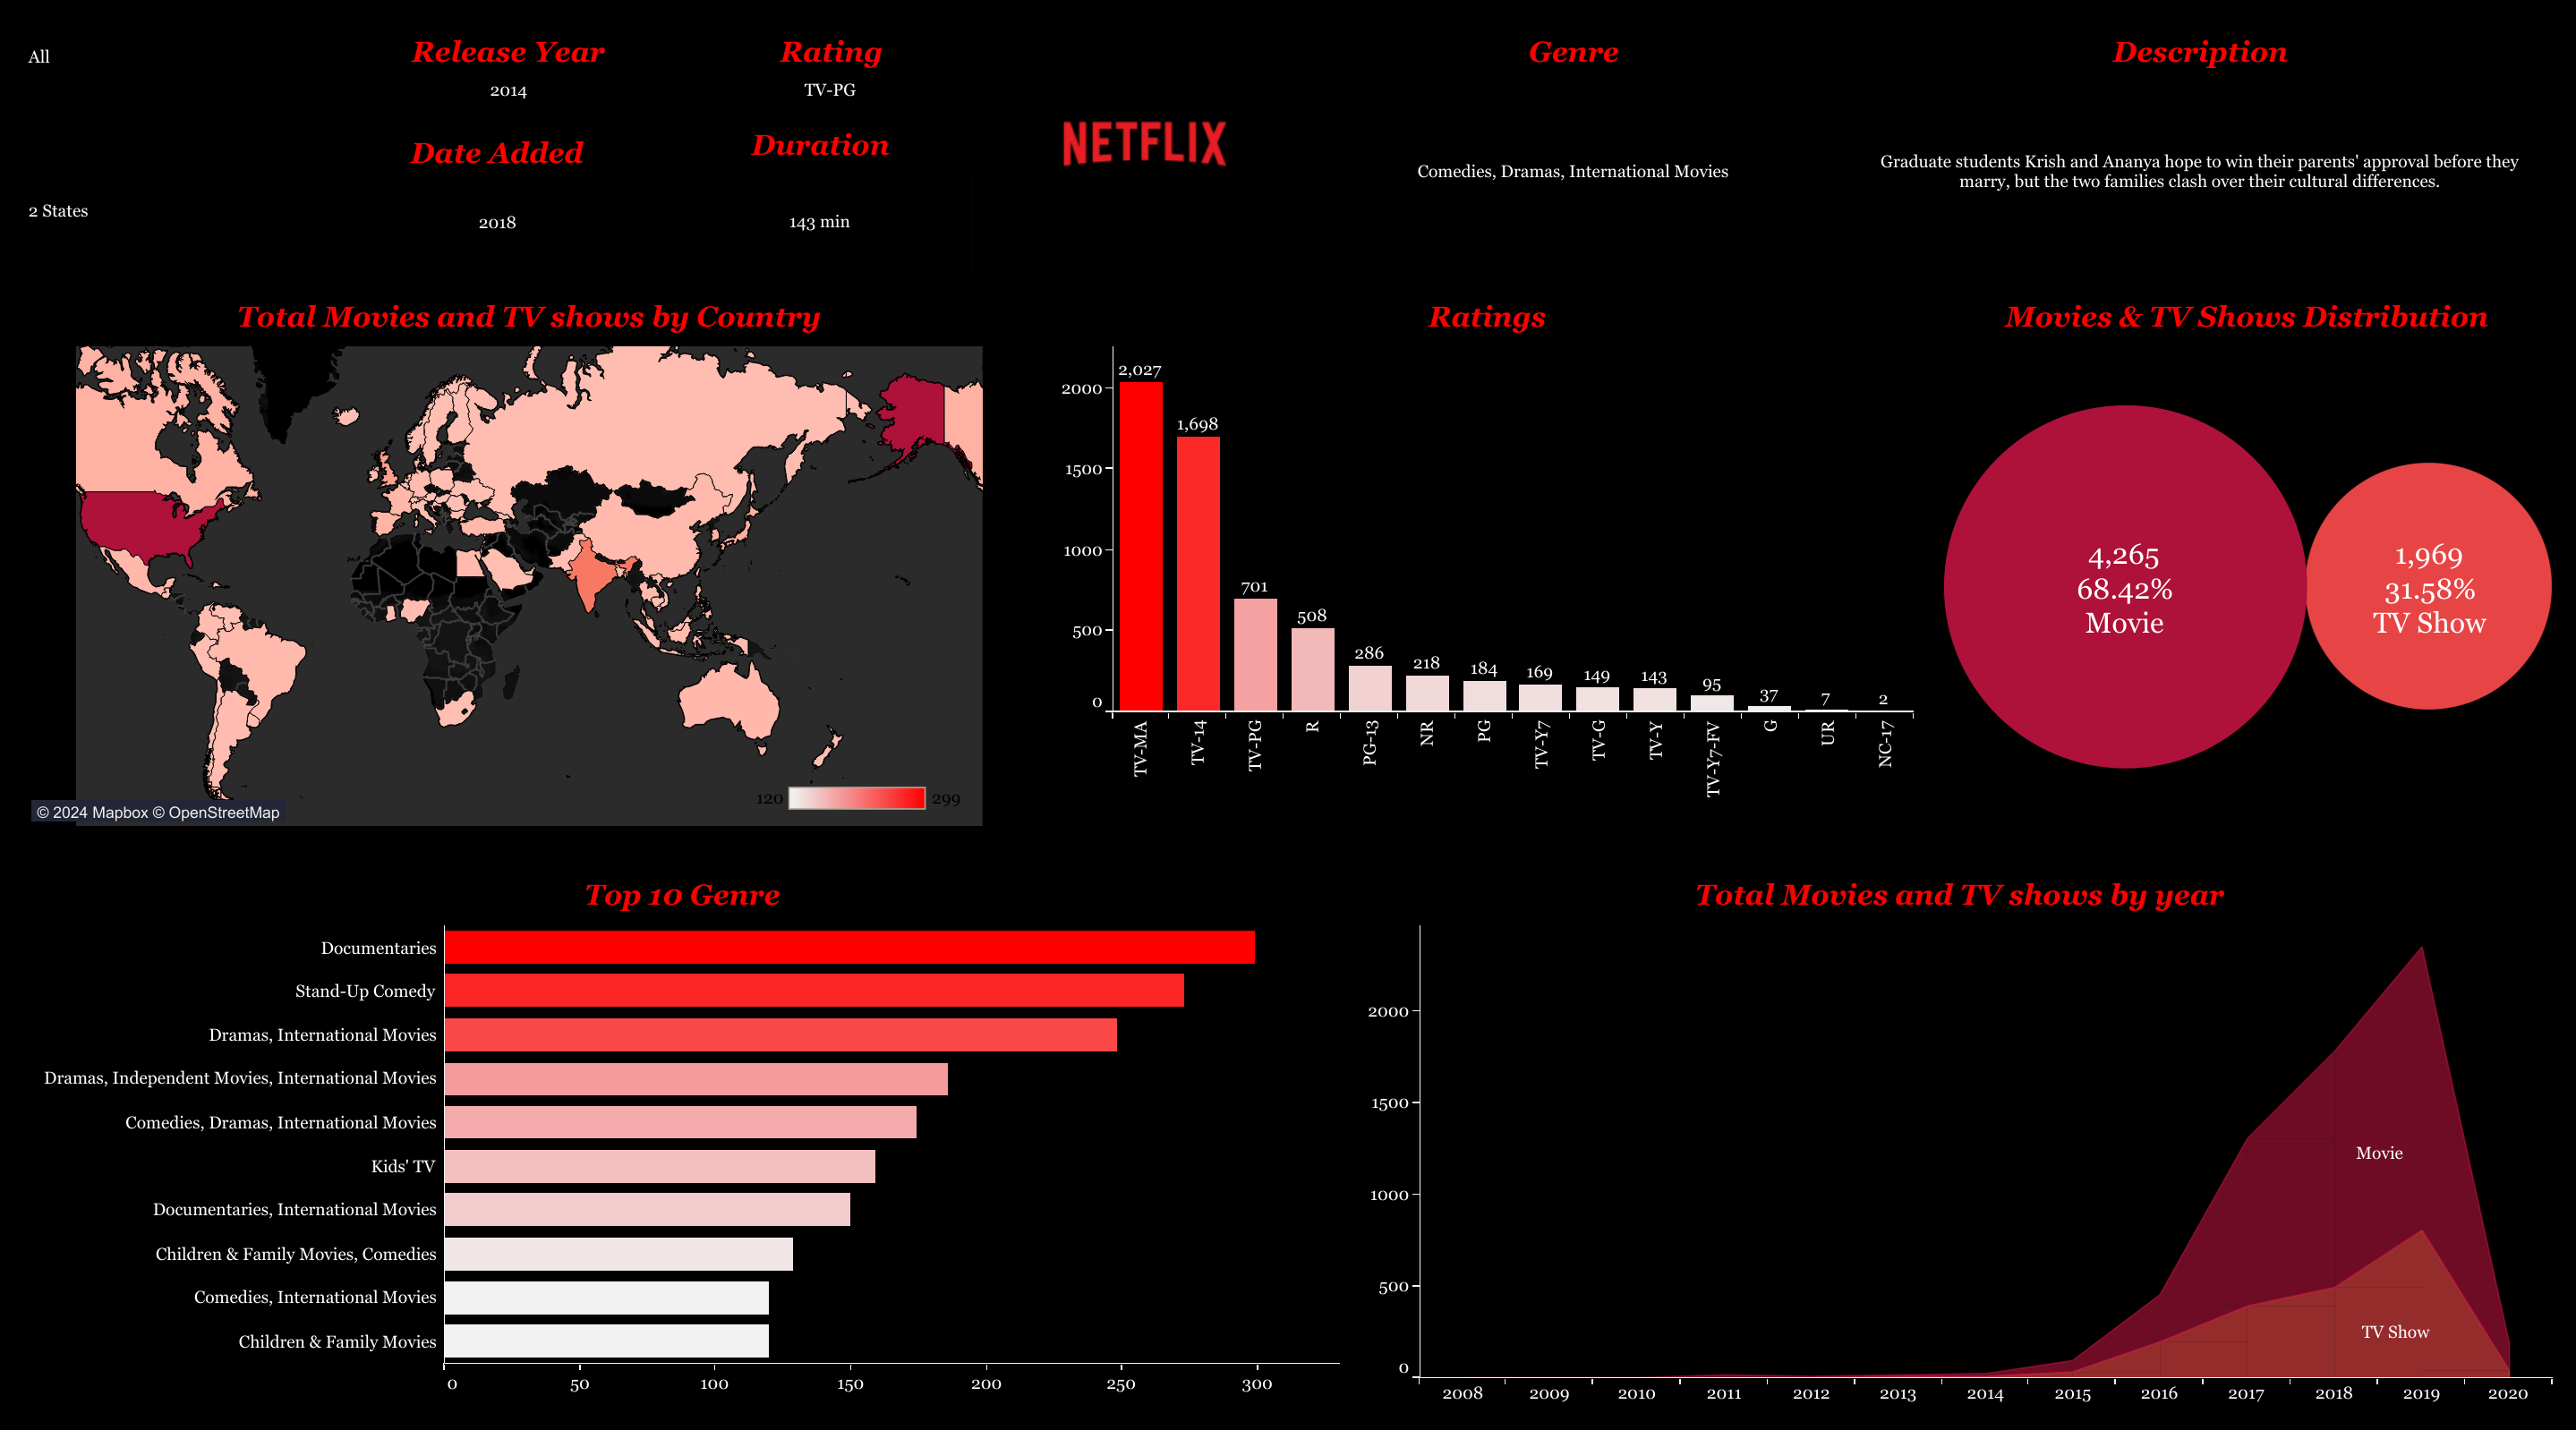 All
Release Year
2014
Rating
TV-PG
Genre
Description
Date Added
2018
Duration
143 min
NETFLIX
Comedies, Dramas, International Movies
Graduate students Krish and Ananya hope to win their parents' approval before they
marry, but the two families clash over their cultural differences.
2 States
Total Movies and TV shows by Country
120
299
© 2024 Mapbox © OpenStreetMap
Ratings
2000
1500
1000
500
0
2,027
1,698
701
508
286
218
184
169
149
143
95
37
7
2
TV-MA
TV-14
TV-PG
R
PG-13
NR
PG
TV-Y7
TV-G
TV-Y
TV-Y7-FV
G
UR
NC-17
Movies & TV Shows Distribution
4,265
68.42%
Movie
1,969
31.58%
TV Show
Top 10 Genre
Documentaries
Stand-Up Comedy
Dramas, International Movies
Dramas, Independent Movies, International Movies
Comedies, Dramas, International Movies
Kids' TV
Documentaries, International Movies
Children & Family Movies, Comedies
Comedies, International Movies
Children & Family Movies
0 50 100 150 200 250 300
Total Movies and TV shows by year
2000
1500
1000
500
0
Movie
TV Show
2008 2009 2010 2011 2012 2013 2014 2015 2016 2017 2018 2019 2020